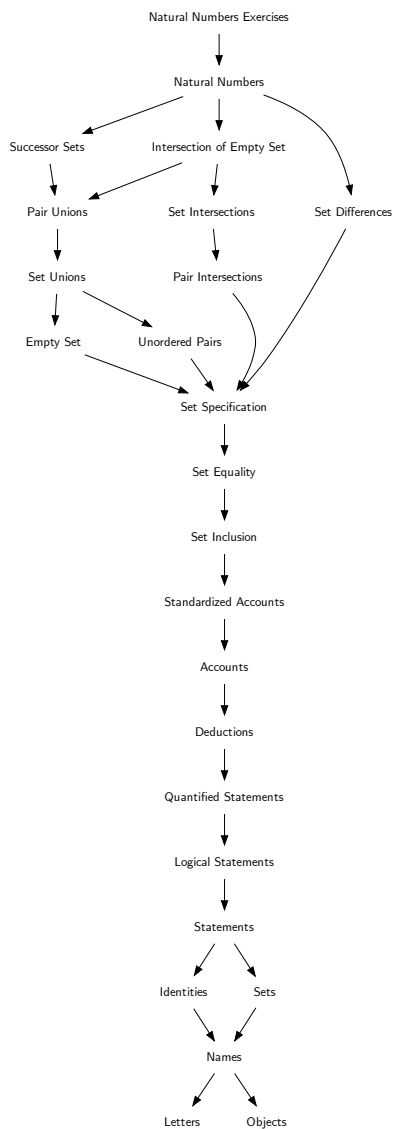 Natural Numbers Exercises
Natural Numbers
Successor Sets
Intersection of Empty Set
Pair Unions
Set Intersections
Set Differences
Set Unions
Pair Intersections
Empty Set
Unordered Pairs
Set Specification
Set Equality
Set Inclusion
Standardized Accounts
Accounts
Deductions
Quantified Statements
Logical Statements
Statements
Identities
Sets
Names
Letters
Objects